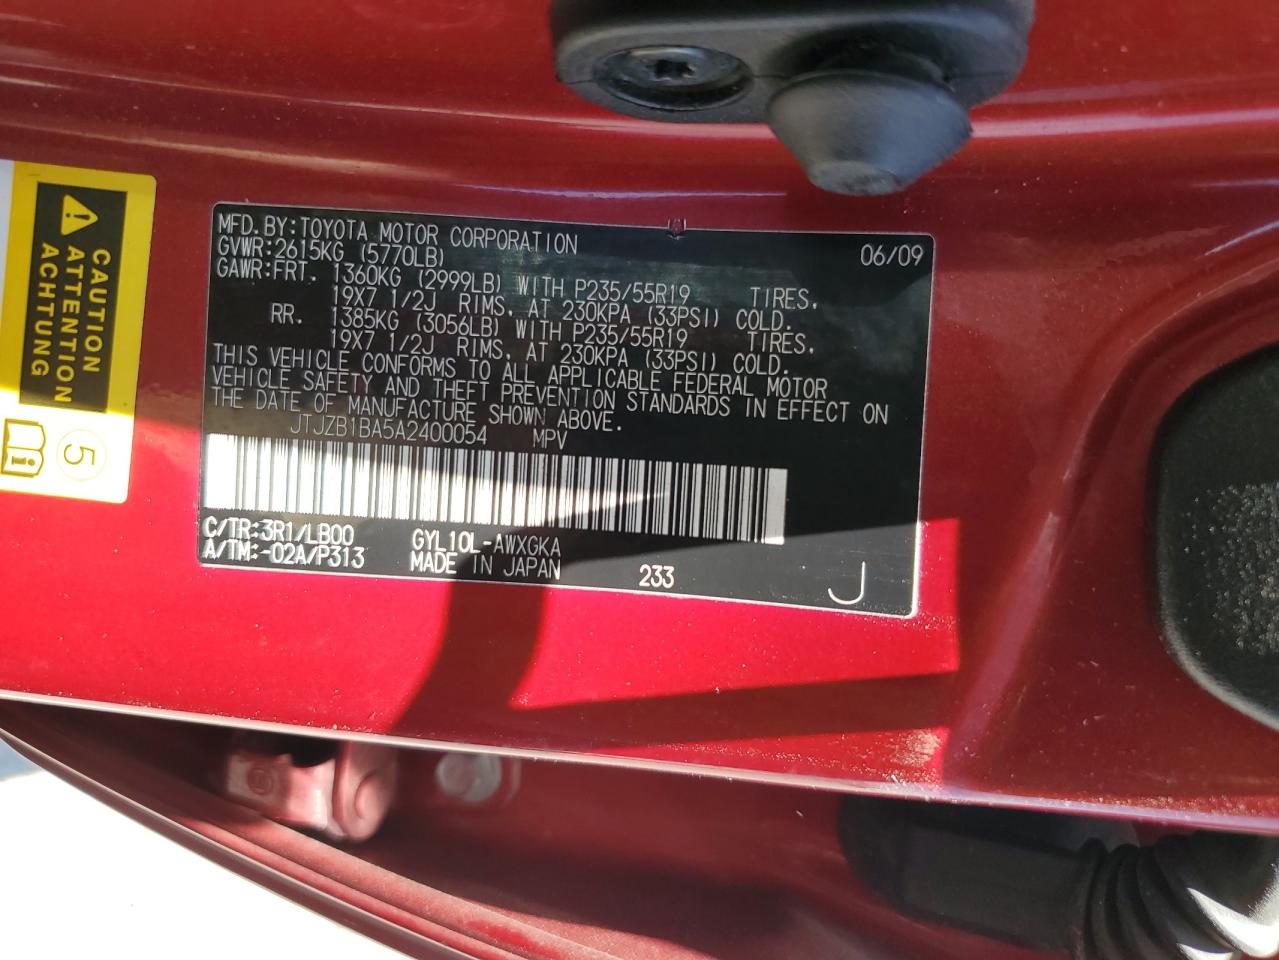 MFD.BY:TOYOTA MOTOR CORPORATION 06/09
GVWR:2615KG (5770LB)
GAWR:FRT. 1360KG (2999LB) WITH P235/55R19 TIRES.
19X7 1/2J RIMS. AT 230KPA (33PSI) COLD.
RR. 1385KG (3056LB) WITH P235/55R19 TIRES.
19X7 1/2J RIMS. AT 230KPA (33PSI) COLD.
THIS VEHICLE CONFORMS TO ALL APPLICABLE FEDERAL MOTOR
VEHICLE SAFETY AND THEFT PREVENTION STANDARDS IN EFFECT ON
THE DATE OF MANUFACTURE SHOWN ABOVE.
JTJZB1BA5A2400054 MPV
C/TR:3R1/LB00 GYL10L-AWXGKA
A/TM:-02A/P313 MADE IN JAPAN 233 J
CAUTION
ATTENTION
ACHTUNG
5